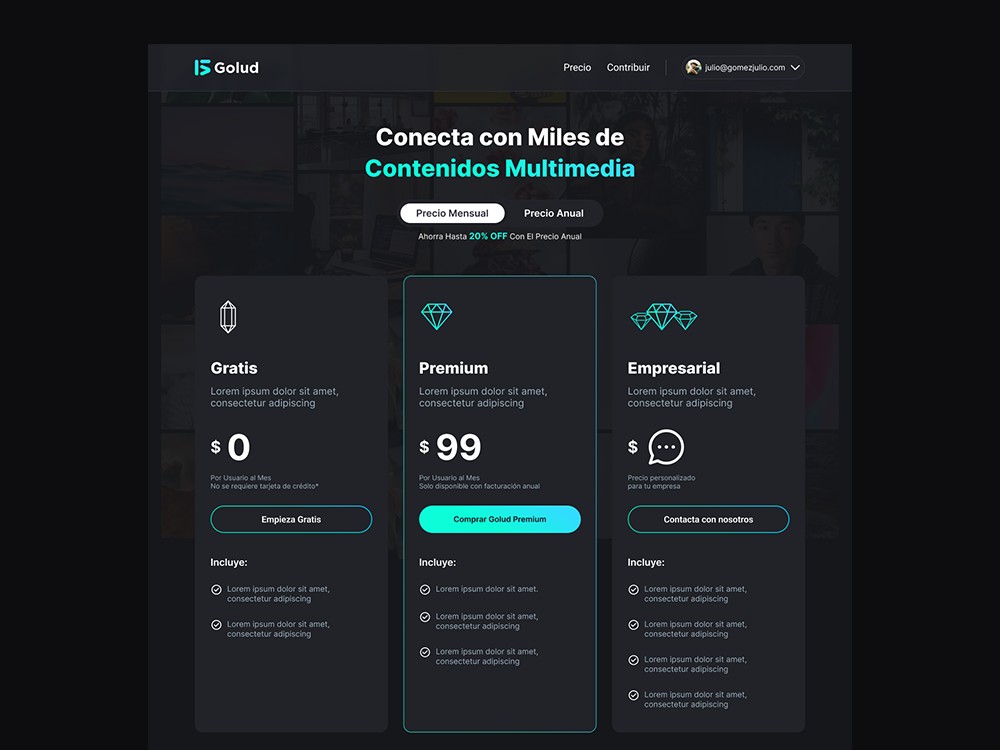 Golud
Precio
Contribuir
julio@gomezjulio.com
Conecta con Miles de
Contenidos Multimedia
Precio Mensual
Precio Anual
Ahorra Hasta 20% OFF Con El Precio Anual
Gratis
Lorem ipsum dolor sit amet,
consectetur adipiscing
$ 0
Por Usuario al Mes
No se requiere tarjeta de crédito*
Empieza Gratis
Incluye:
Lorem ipsum dolor sit amet,
consectetur adipiscing
Lorem ipsum dolor sit amet,
consectetur adipiscing
Premium
Lorem ipsum dolor sit amet,
consectetur adipiscing
$ 99
Por Usuario al Mes
Solo disponible con facturación anual
Comprar Golud Premium
Incluye:
Lorem ipsum dolor sit amet.
Lorem ipsum dolor sit amet,
consectetur adipiscing
Lorem ipsum dolor sit amet,
consectetur adipiscing
Empresarial
Lorem ipsum dolor sit amet,
consectetur adipiscing
$
Precio personalizado
para tu empresa
Contacta con nosotros
Incluye:
Lorem ipsum dolor sit amet,
consectetur adipiscing
Lorem ipsum dolor sit amet,
consectetur adipiscing
Lorem ipsum dolor sit amet,
consectetur adipiscing
Lorem ipsum dolor sit amet,
consectetur adipiscing